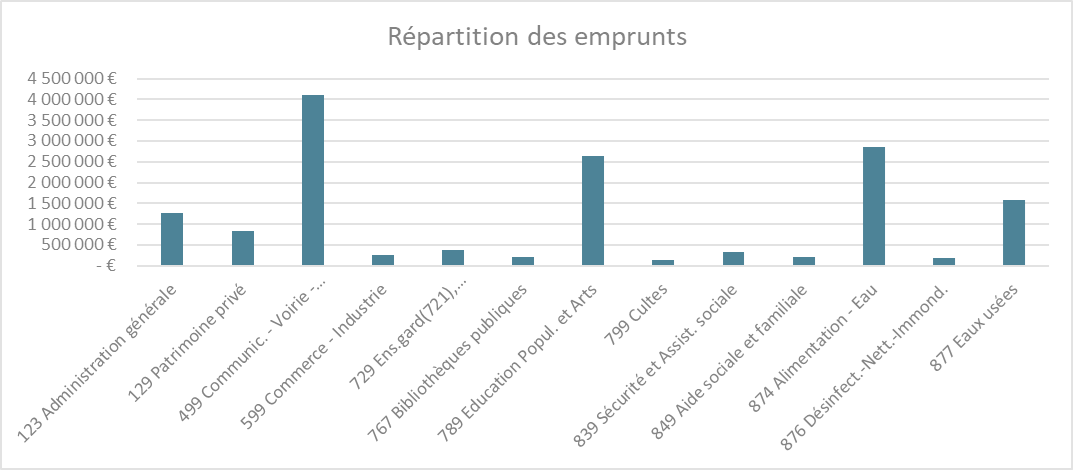 Répartition des emprunts
4 500 000 €
4 000 000 €
3 500 000 €
3 000 000 €
2 500 000 €
2 000 000 €
1 500 000 €
1 000 000 €
500 000 €
- €
123 Administration générale
129 Patrimoine privé
499 Communic. - Voirie -...
599 Commerce - Industrie
729 Ens.gard(721),...
767 Bibliothèques publiques
789 Education Popul. et Arts
799 Cultes
839 Sécurité et Assist. sociale
849 Aide sociale et familiale
874 Alimentation - Eau
876 Désinfect.-Nett.-Immond.
877 Eaux usées